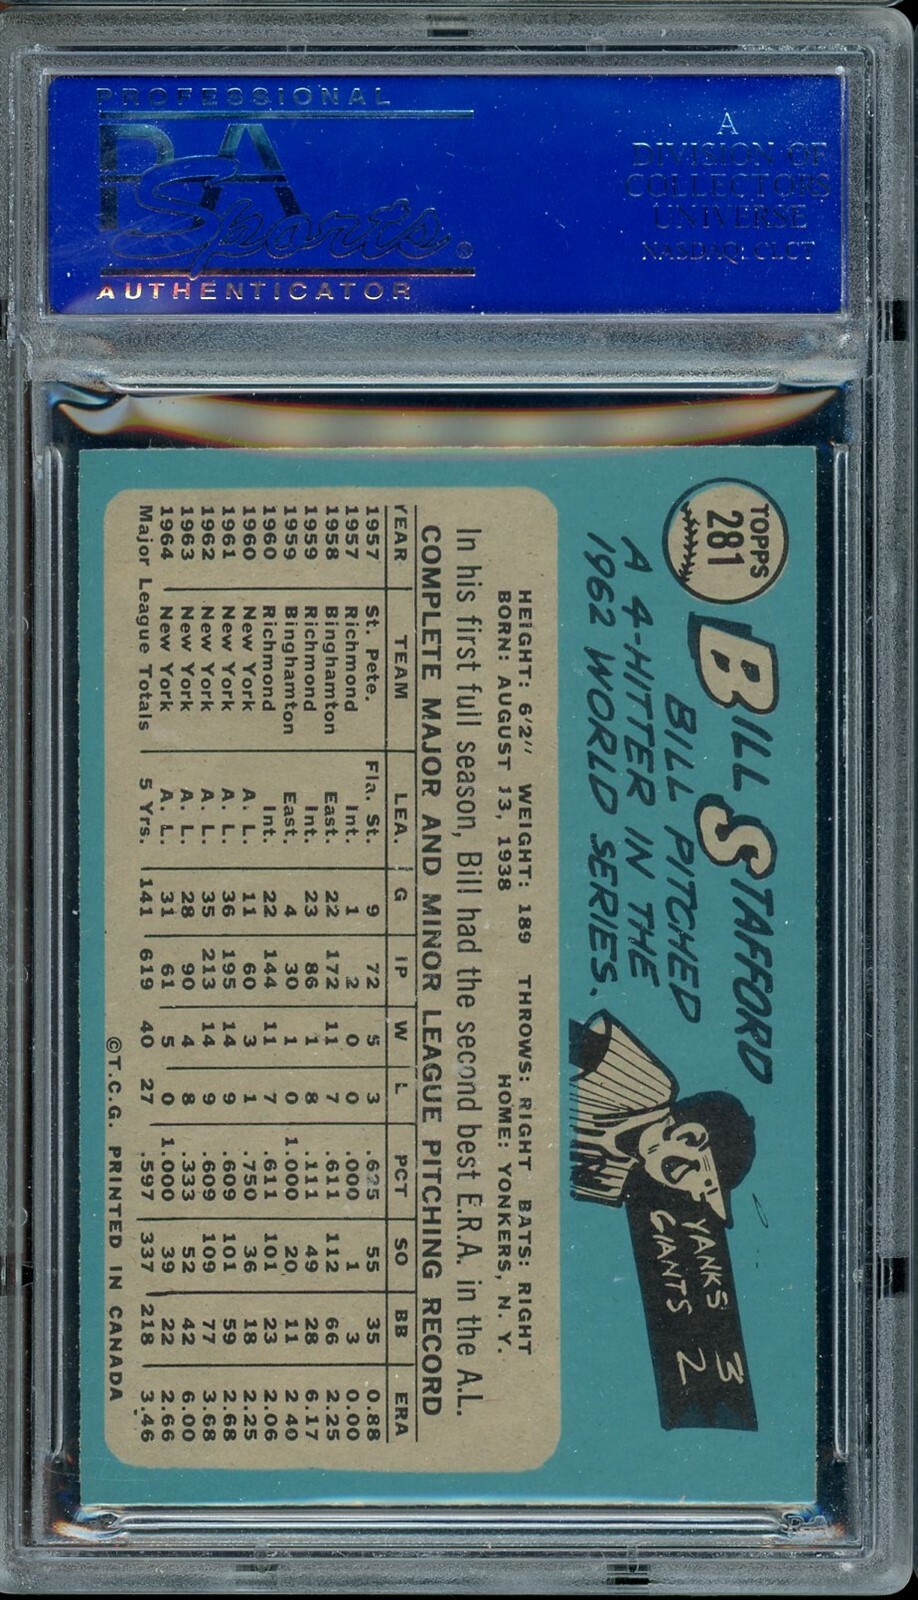 PROFESSIONAL
PSA
Sports®
AUTHENTICATOR
A
DIVISION OF
COLLECTORS
UNIVERSE
NASDAQ: CLCT
TOPPS
281
BILL STAFFORD
BILL PITCHED
A 4-HITTER IN THE
1962 WORLD SERIES.
YANKS 3
GIANTS 2
HEIGHT: 6'2" WEIGHT: 189 THROWS: RIGHT BATS: RIGHT
BORN: AUGUST 13, 1938 HOME: YONKERS, N. Y.
In his first full season, Bill had the second best E.R.A. in the A.L.
COMPLETE MAJOR AND MINOR LEAGUE PITCHING RECORD
YEAR TEAM LEA. G IP W L PCT SO BB ERA
1957 St. Pete. Fla. St. 9 72 5 3 .625 55 35 0.88
1957 Richmond Int. 1 2 0 0 .000 1 3 0.00
1958 Binghamton East. 22 172 11 7 .611 112 66 2.25
1959 Richmond Int. 23 86 1 8 .111 49 28 6.17
1959 Binghamton East. 4 30 1 0 1.000 20 11 2.40
1960 Richmond Int. 22 144 11 7 .611 101 23 2.06
1960 New York A. L. 11 60 3 1 .750 36 18 2.25
1961 New York A. L. 36 195 14 9 .609 101 59 2.68
1962 New York A. L. 35 213 14 9 .609 109 77 3.68
1963 New York A. L. 28 90 4 8 .333 52 42 6.00
1964 New York A. L. 31 61 5 0 1.000 39 22 2.66
Major League Totals 5 Yrs. 141 619 40 27 .597 337 218 3.46
©T.C.G. PRINTED IN CANADA